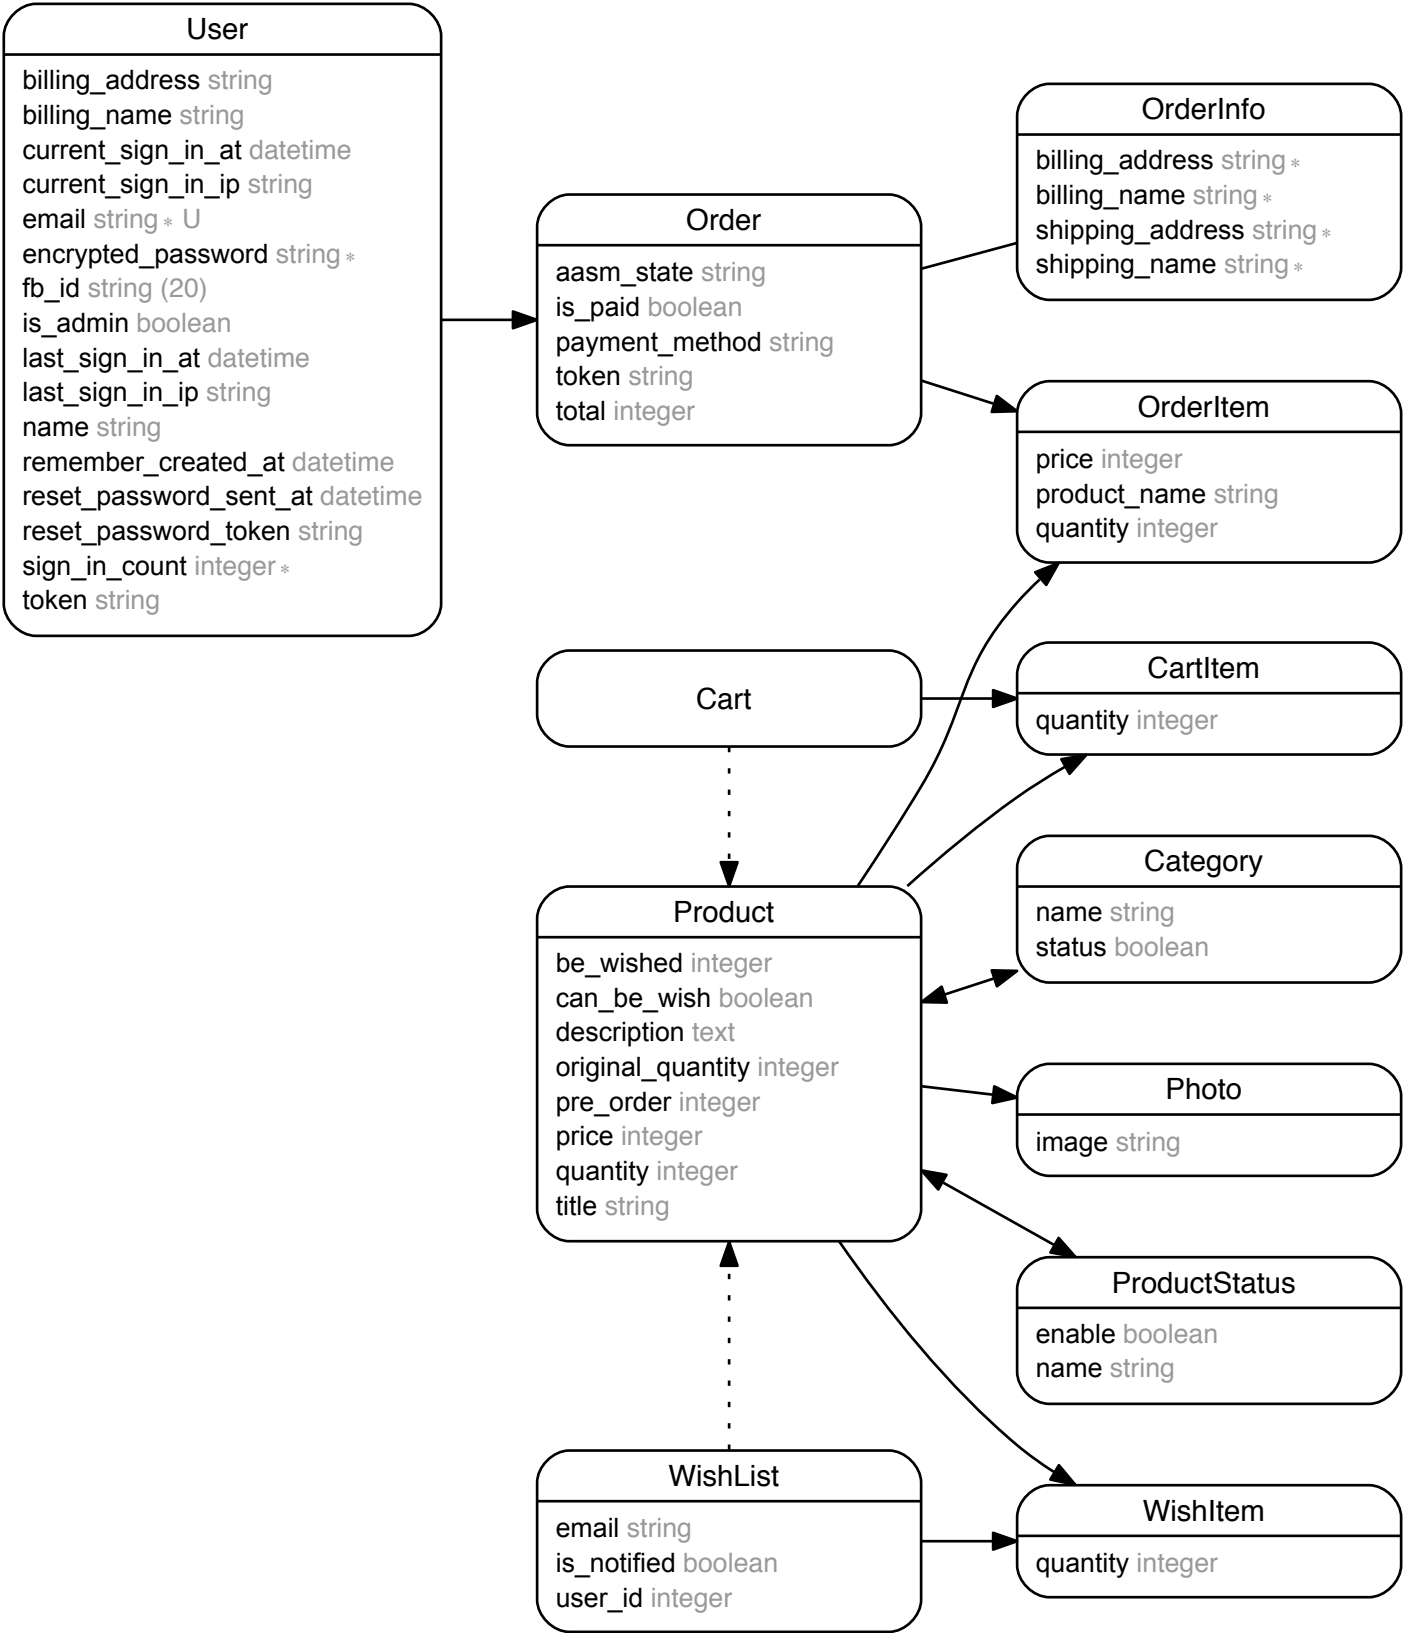 User
billing_address string
billing_name string
current_sign_in_at datetime
current_sign_in_ip string
email string* U
encrypted_password string*
fb_id string (20)
is_admin boolean
last_sign_in_at datetime
last_sign_in_ip string
name string
remember_created_at datetime
reset_password_sent_at datetime
reset_password_token string
sign_in_count integer*
token string
Order
aasm_state string
is_paid boolean
payment_method string
token string
total integer
OrderInfo
billing_address string*
billing_name string*
shipping_address string*
shipping_name string*
OrderItem
price integer
product_name string
quantity integer
Cart
CartItem
quantity integer
Product
be_wished integer
can_be_wish boolean
description text
original_quantity integer
pre_order integer
price integer
quantity integer
title string
Category
name string
status boolean
Photo
image string
ProductStatus
enable boolean
name string
WishList
email string
is_notified boolean
user_id integer
WishItem
quantity integer